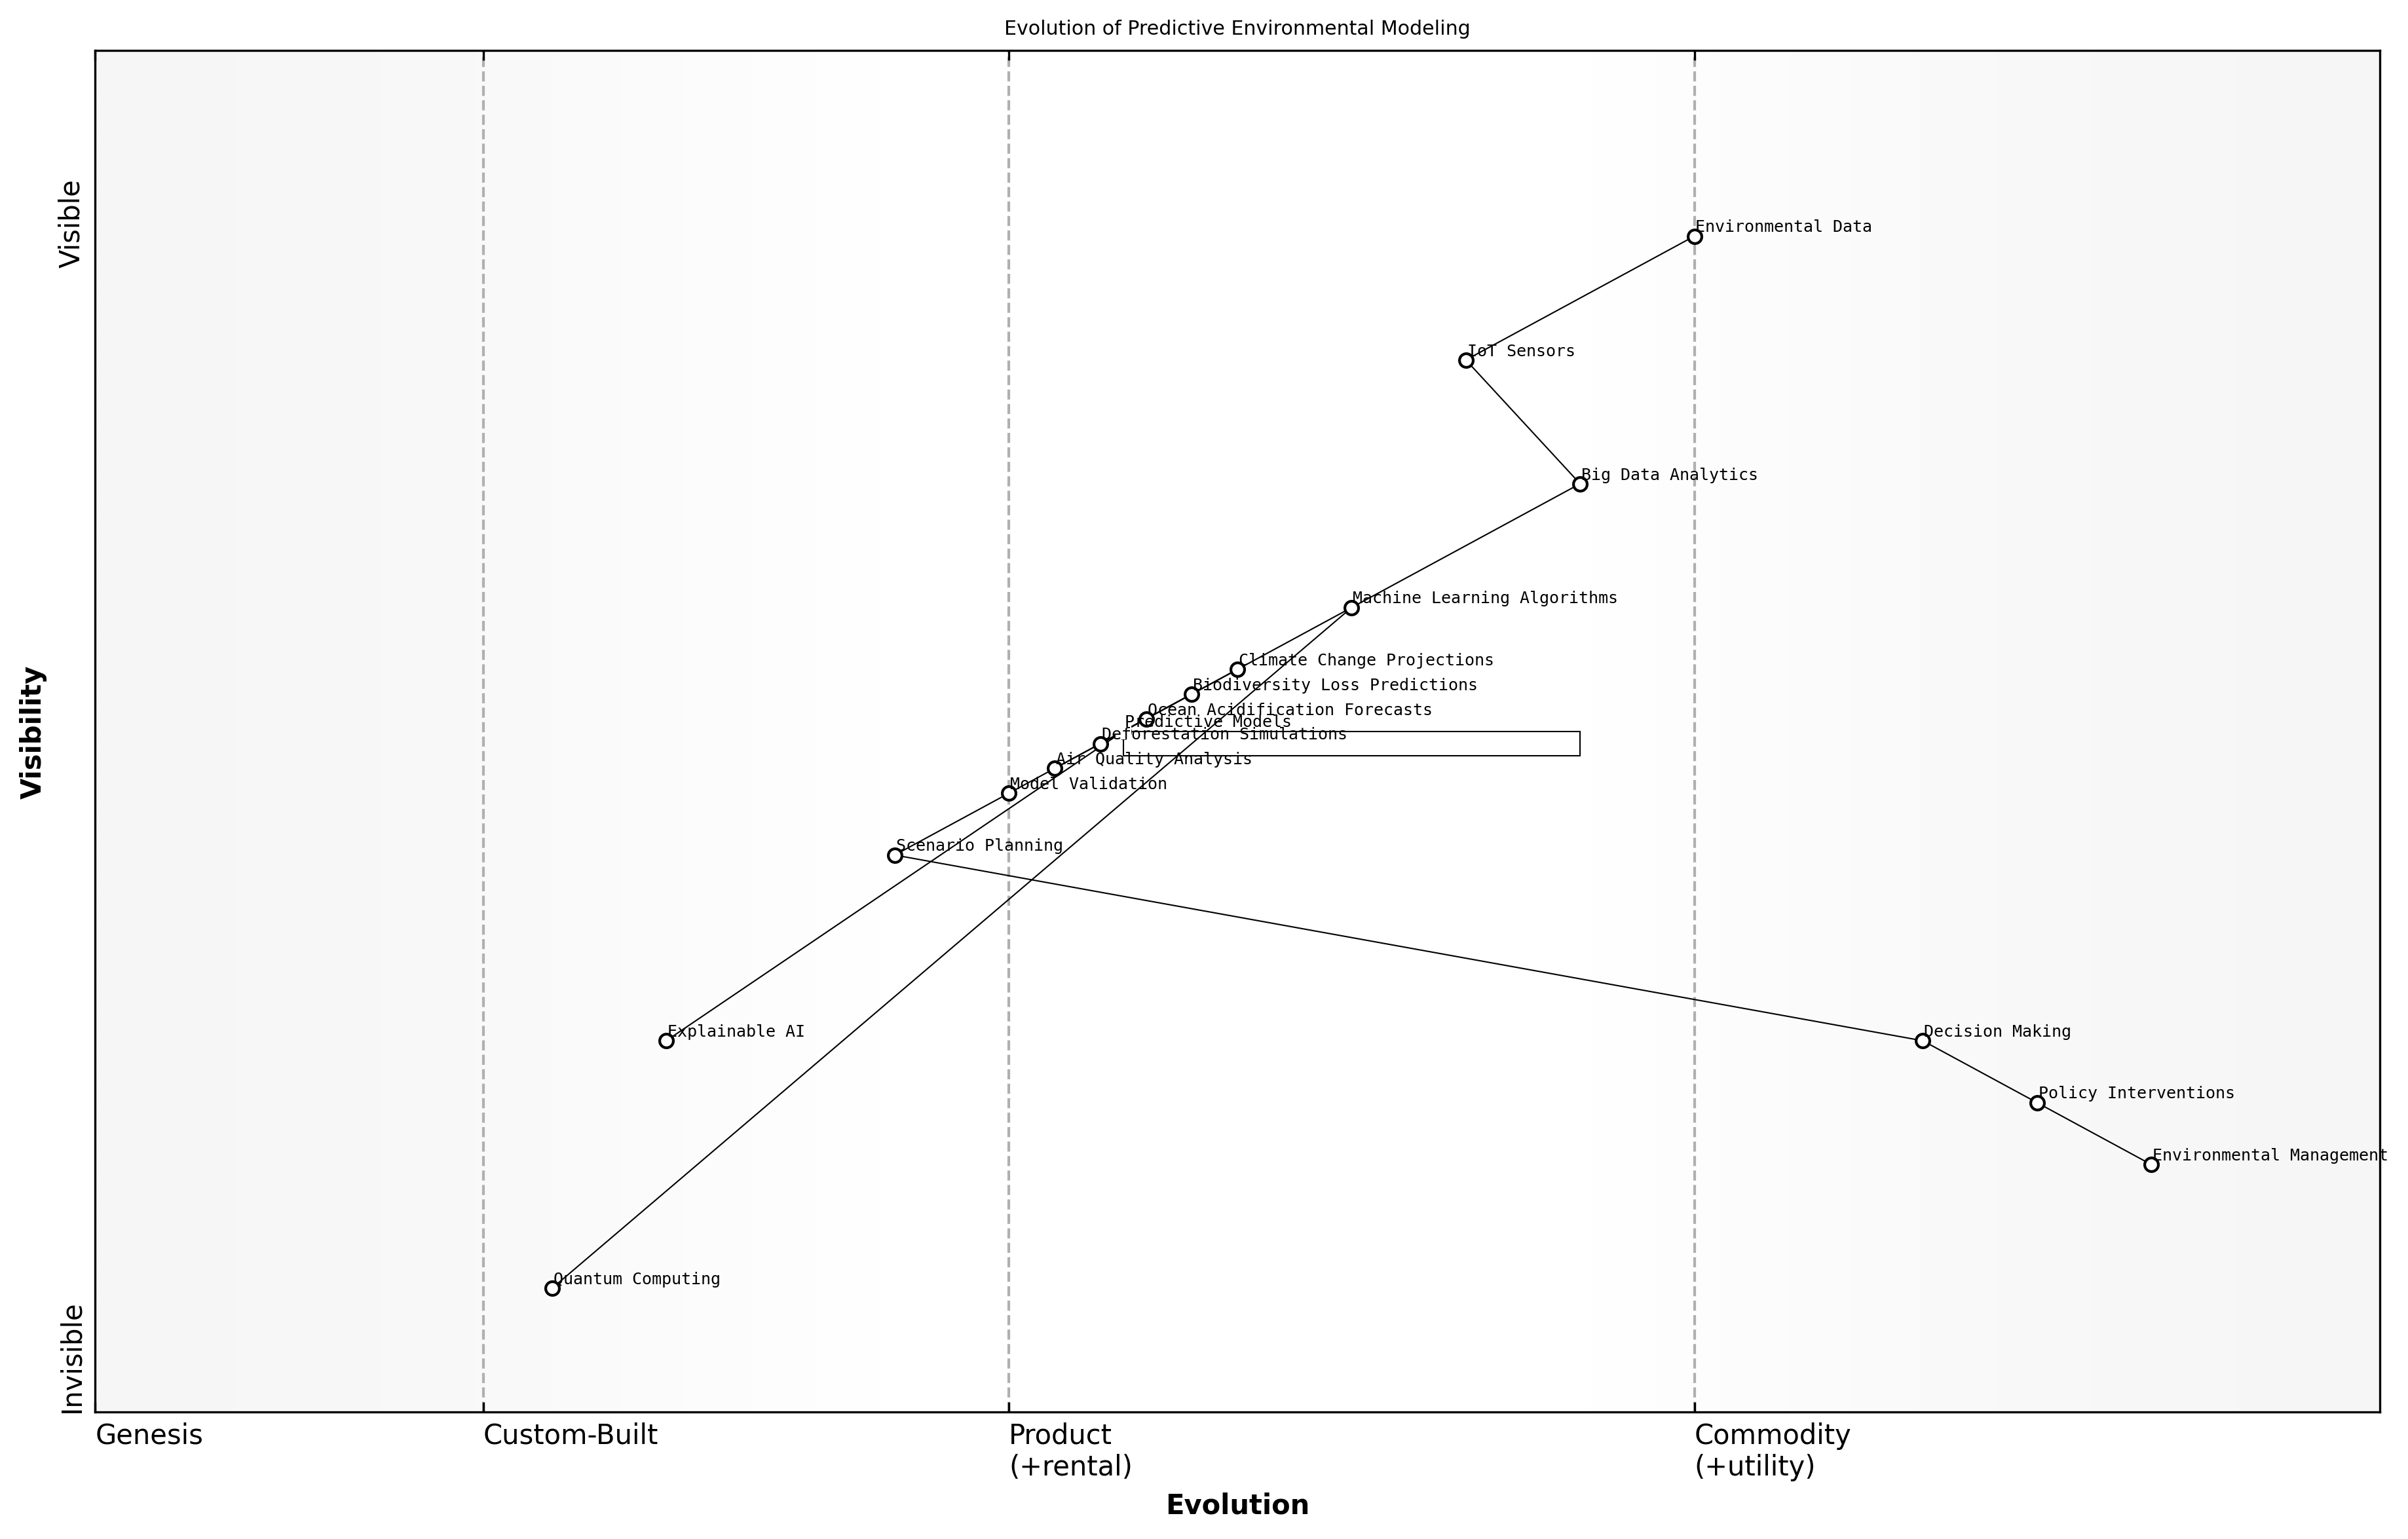 Evolution of Predictive Environmental Modeling
Visible
Environmental Data
IoT Sensors
Big Data Analytics
Machine Learning Algorithms
Climate Change Projections
Biodiversity Loss Predictions
Ocean Acidification Forecasts
Predictive Models
Deforestation Simulations
Air Quality Analysis
Model Validation
Visibility
Scenario Planning
Explainable AI
Decision Making
Policy Interventions
Environmental Management
Quantum Computing
Invisible
Genesis
Custom-Built
Product
(+rental)
Commodity
(+utility)
Evolution